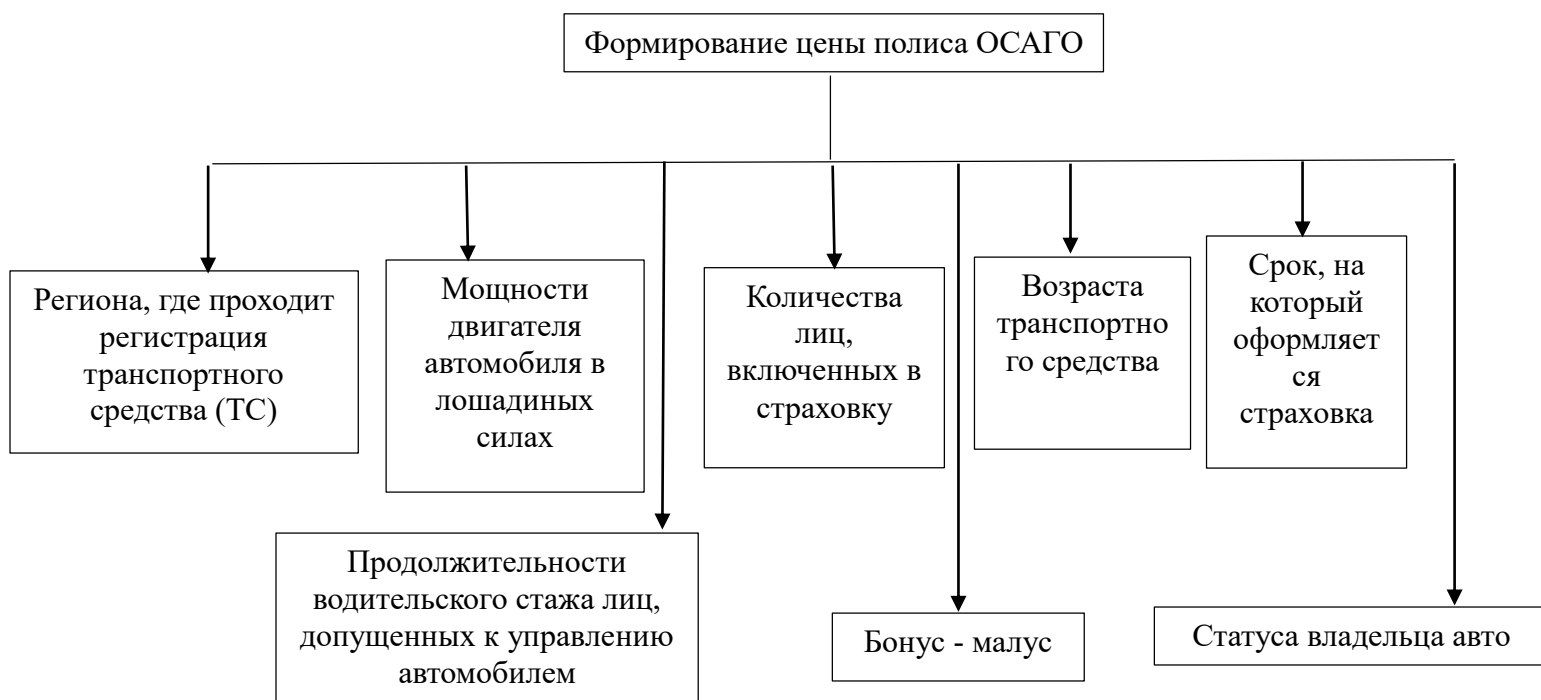 Формирование цены полиса ОСАГО
Региона, где проходит
регистрация
транспортного
средства (ТС)
Мощности
двигателя
автомобиля в
лошадиных
силах
Количества
лиц,
включенных в
страховку
Возраста
транспортно
го средства
Срок, на
который
оформляет
ся
страховка
Продолжительности
водительского стажа лиц,
допущенных к управлению
автомобилем
Бонус - малус
Статуса владельца авто